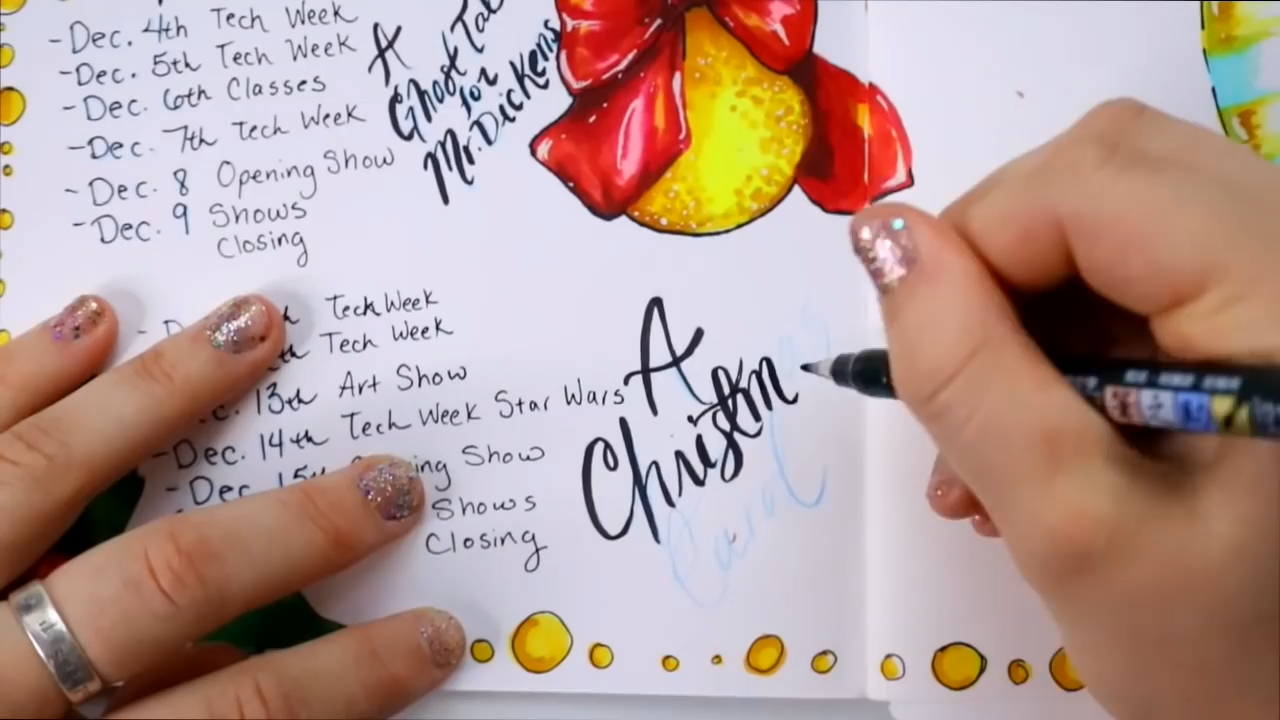 - Dec. 4th Tech Week
- Dec. 5th Tech Week
- Dec. 6th Classes
- Dec. 7th Tech Week
- Dec. 8 Opening Show
- Dec. 9 Shows
Closing
A
Ghost
for
Mr. Dickens
Tech Week
Tech Week
13th Art Show
- Dec. 14th Tech Week Star Wars
- Dec. Show
Shows
Closing
A
Christm
Carol